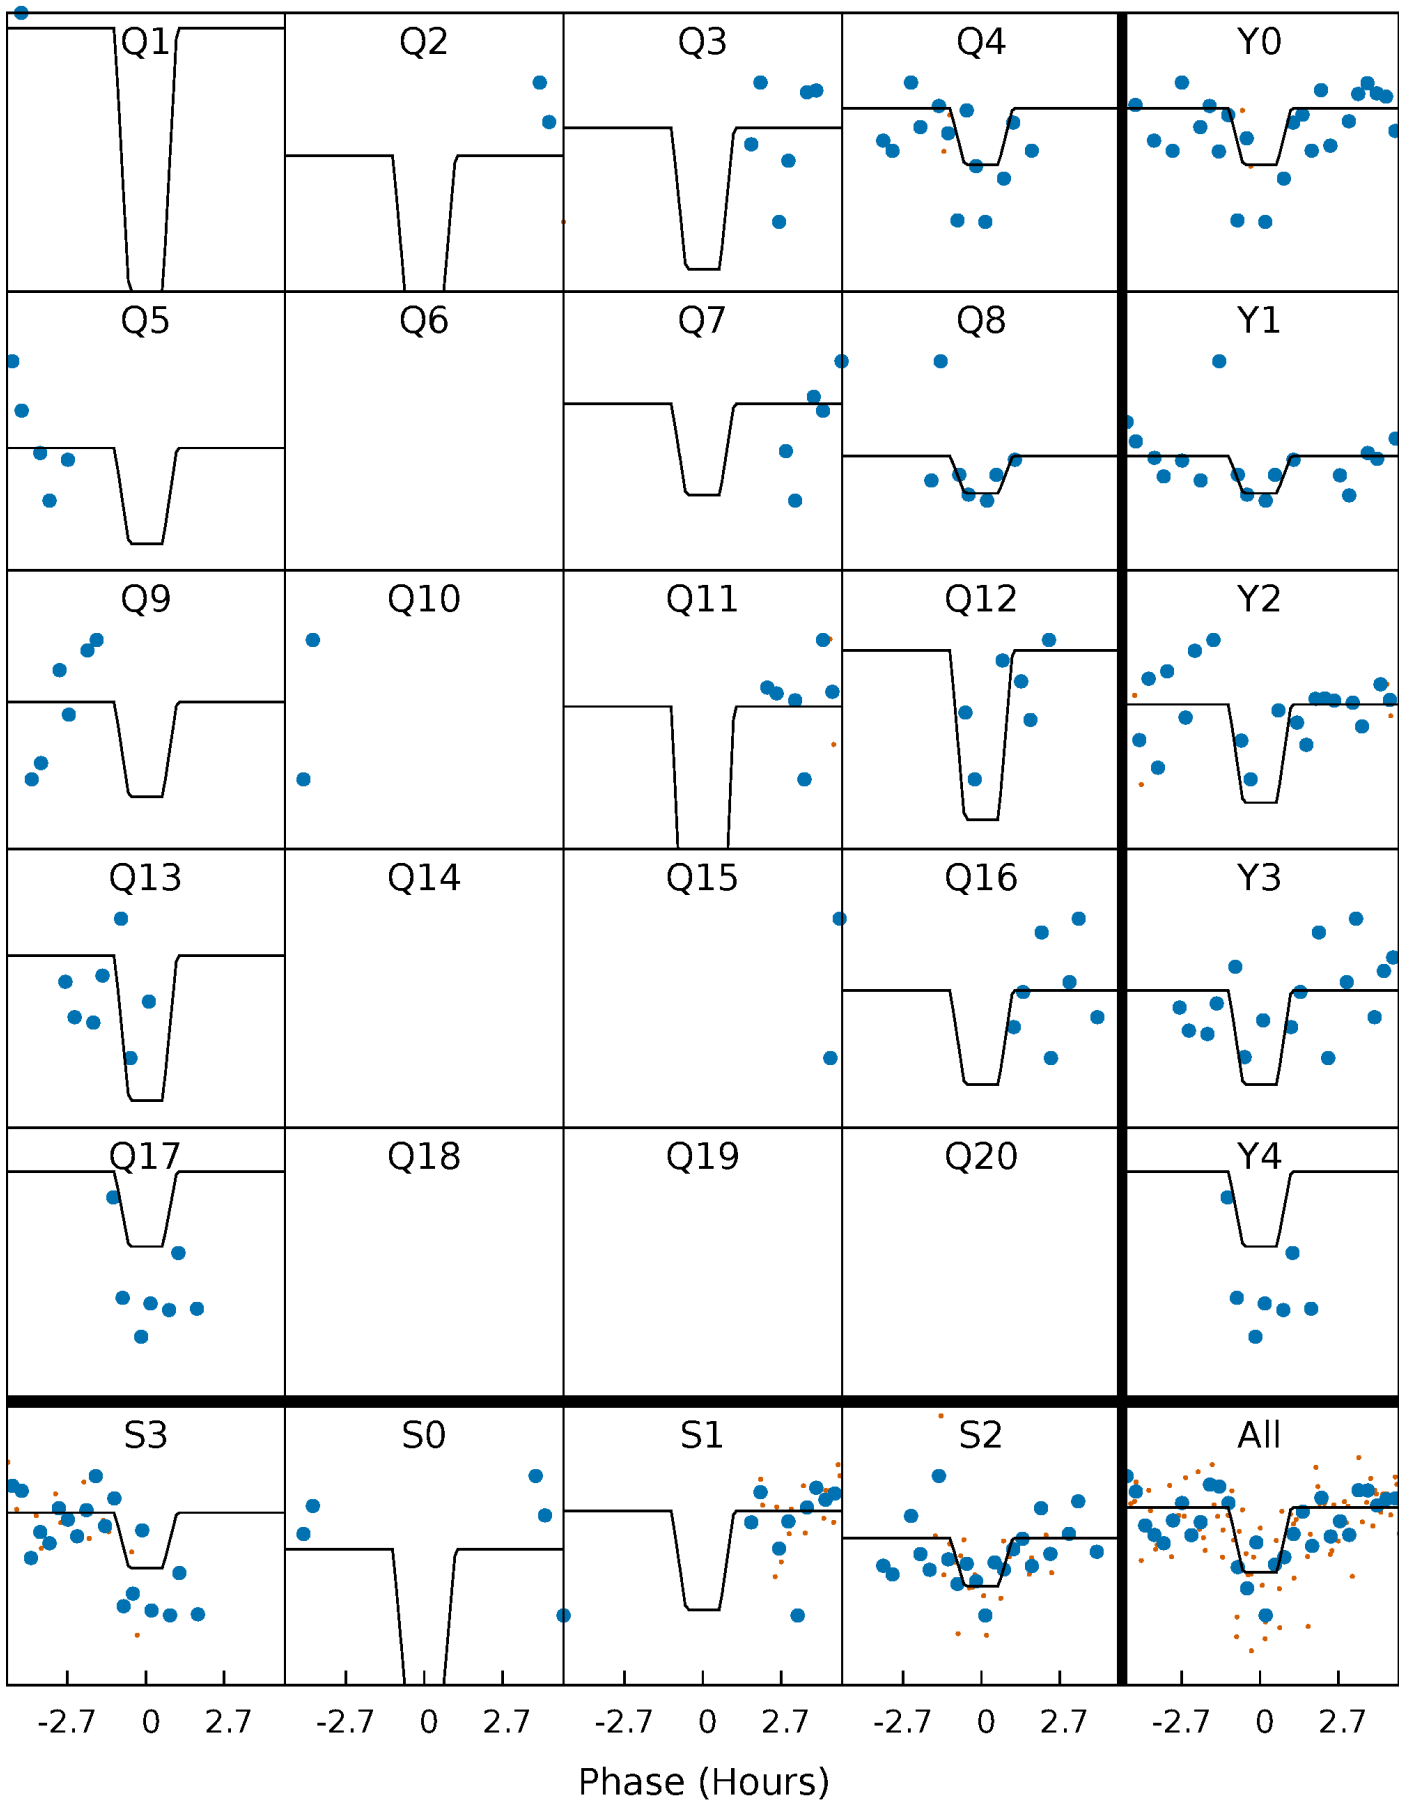 Q1 Q2 Q3 Q4 Y0
Q5 Q6 Q7 Q8 Y1
Q9 Q10 Q11 Q12 Y2
Q13 Q14 Q15 Q16 Y3
Q17 Q18 Q19 Q20 Y4
S3 S0 S1 S2 All
-2.7 0 2.7 -2.7 0 2.7 -2.7 0 2.7 -2.7 0 2.7 -2.7 0 2.7
Phase (Hours)